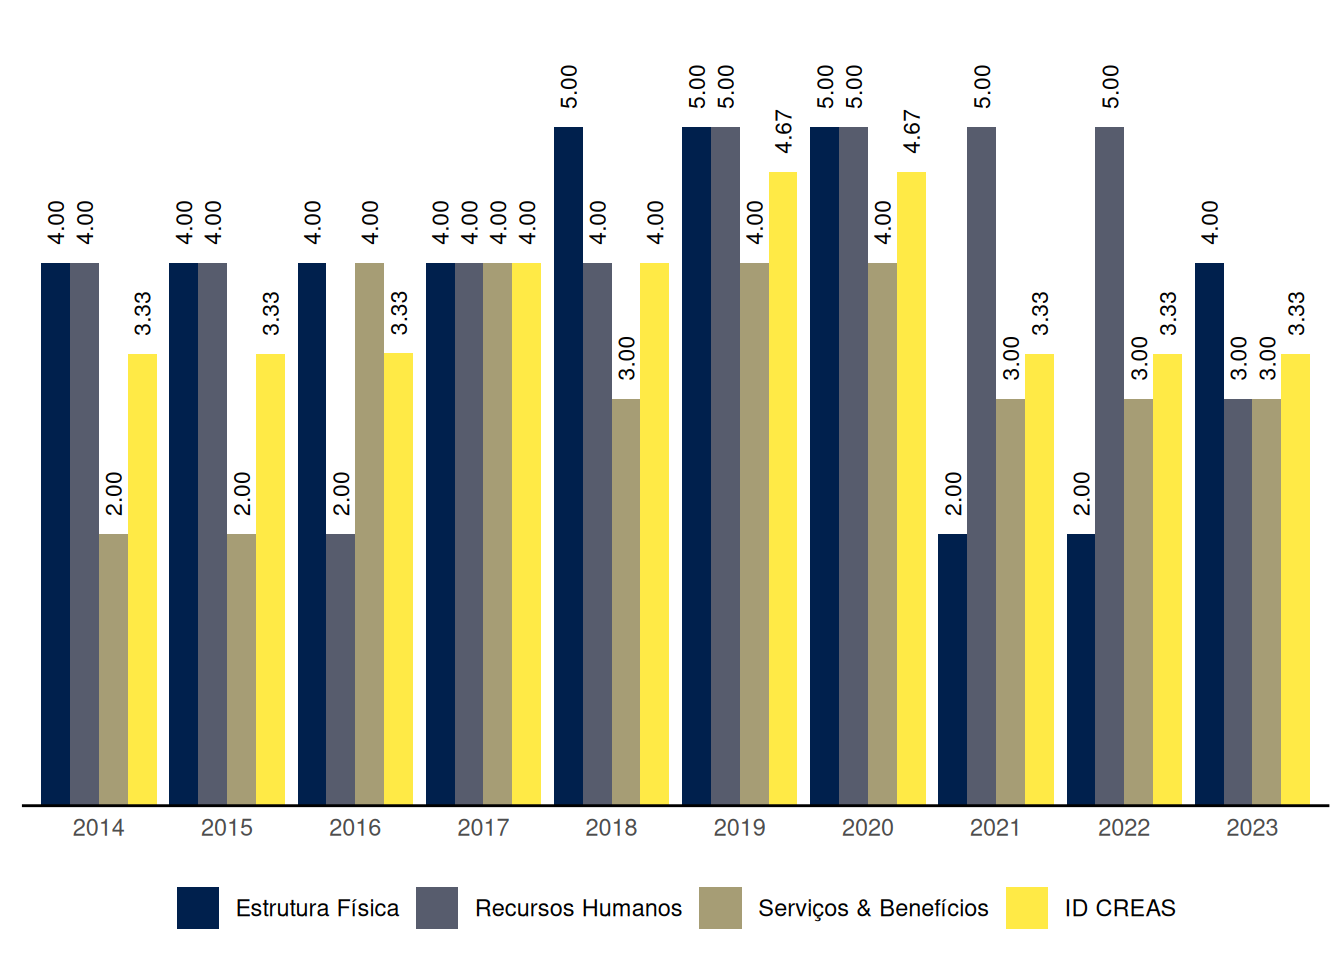 4.00 4.00 2.00 3.33
4.00 4.00 2.00 3.33
4.00 2.00 4.00 3.33
4.00 4.00 4.00 4.00
5.00 4.00 3.00 4.00
5.00 5.00 4.00 4.67
5.00 5.00 4.00 4.67
2.00 5.00 3.00 3.33
2.00 5.00 3.00 3.33
4.00 3.00 3.00 3.33
2014 2015 2016 2017 2018 2019 2020 2021 2022 2023
Estrutura Física Recursos Humanos Serviços & Benefícios ID CREAS